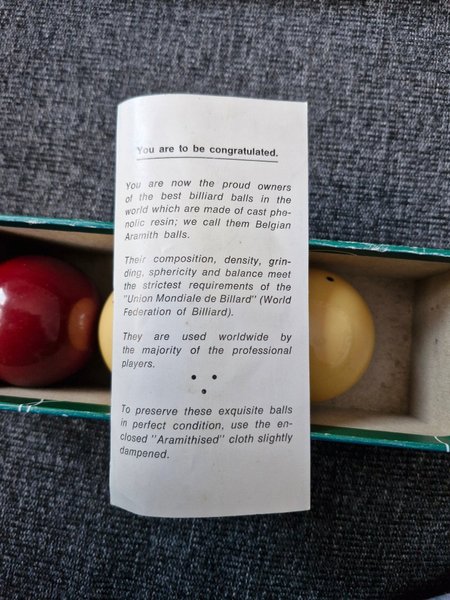 You are to be congratulated.
You are now the proud owners
of the best billiard balls in the
world which are made of cast phe-
nolic resin; we call them Belgian
Aramith balls.
Their composition, density, grin-
ding, sphericity and balance meet
the strictest requirements of the
"Union Mondiale de Billard" (World
Federation of Billiard).
They are used worldwide by
the majority of the professional
players.
To preserve these exquisite balls
in perfect condition, use the en-
closed "Aramithised" cloth slightly
dampened.